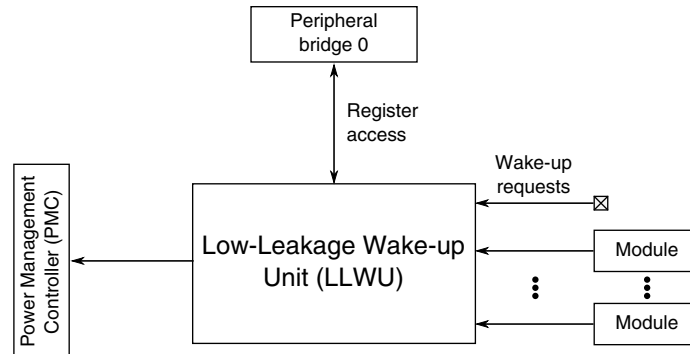 Peripheral
bridge 0
Register
access
Wake-up
requests
Power Management
Controller (PMC)
Low-Leakage Wake-up
Unit (LLWU)
Module
Module